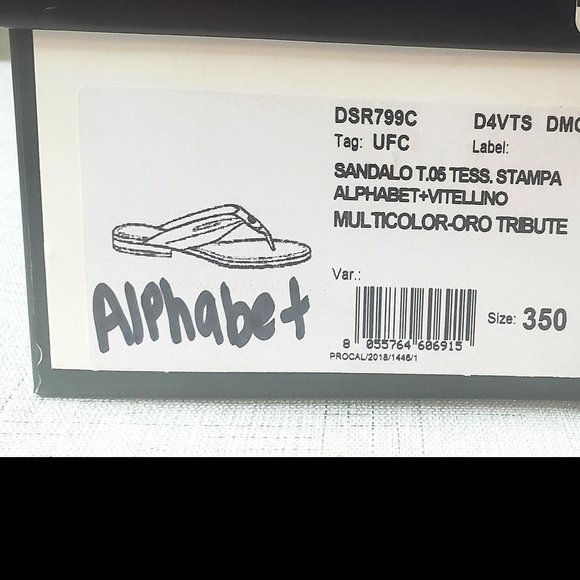 DSR799C D4VTS DMC
Tag: UFC Label:
SANDALO T.05 TESS. STAMPA
ALPHABET+VITELLINO
MULTICOLOR-ORO TRIBUTE
Alphabet
Var.:
Size: 350
8 055764 606915
PROCAL/2018/1446/1